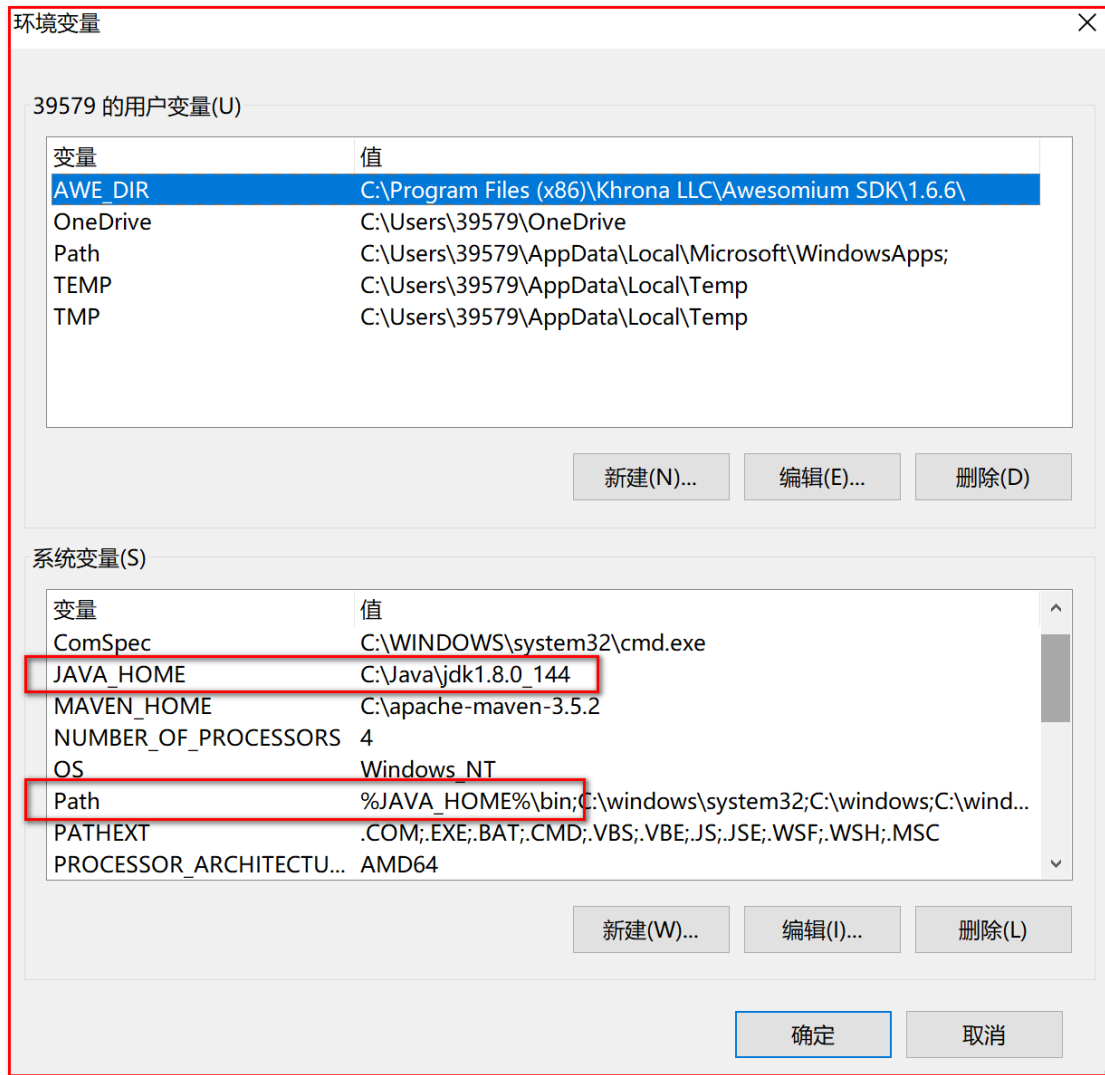 环境变量
39579 的用户变量(U)
变量 值
AWE_DIR C:\Program Files (x86)\Khrona LLC\Awesomium SDK\1.6.6\
OneDrive C:\Users\39579\OneDrive
Path C:\Users\39579\AppData\Local\Microsoft\WindowsApps;
TEMP C:\Users\39579\AppData\Local\Temp
TMP C:\Users\39579\AppData\Local\Temp
新建(N)... 编辑(E)... 删除(D)
系统变量(S)
变量 值
ComSpec C:\WINDOWS\system32\cmd.exe
JAVA_HOME C:\Java\jdk1.8.0_144
MAVEN_HOME C:\apache-maven-3.5.2
NUMBER_OF_PROCESSORS 4
OS Windows_NT
Path %JAVA_HOME%\bin;C:\windows\system32;C:\windows;C:\wind...
PATHEXT .COM;.EXE;.BAT;.CMD;.VBS;.VBE;.JS;.JSE;.WSF;.WSH;.MSC
PROCESSOR_ARCHITECTU... AMD64
新建(W)... 编辑(I)... 删除(L)
确定 取消